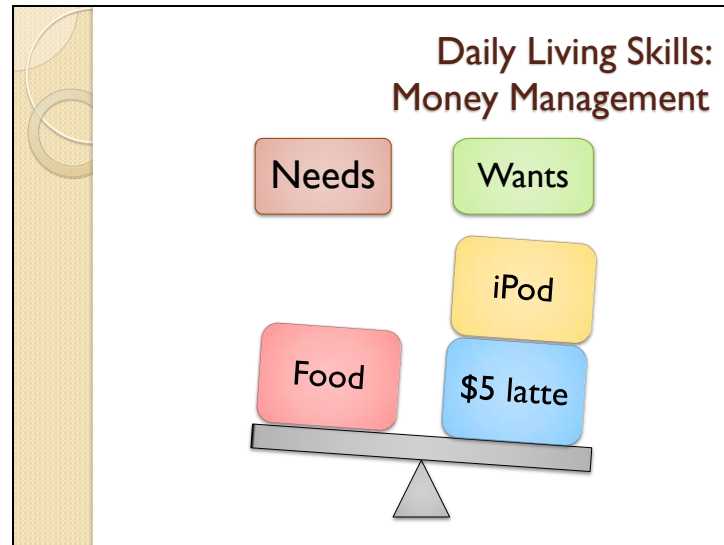 Daily Living Skills:
Money Management
Needs
Wants
iPod
Food
$5 latte